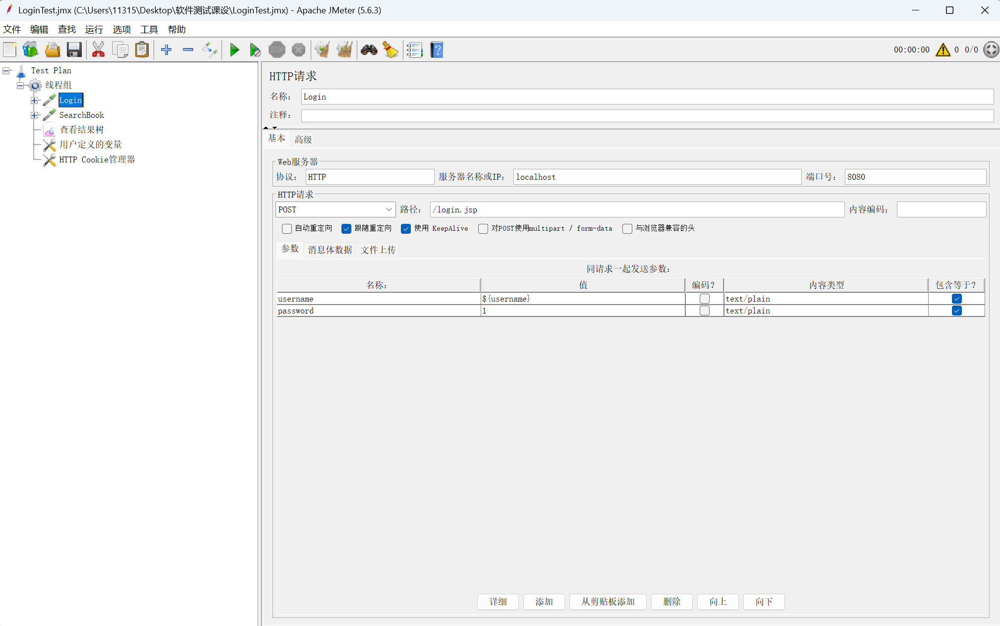 LoginTest.jmx (C:\Users\11315\Desktop\软件测试课设\LoginTest.jmx) - Apache JMeter (5.6.3)
文件 编辑 查找 运行 选项 工具 帮助
STOP
00:00:00 0 0/0
Test Plan
线程组
Login
SearchBook
查看结果树
用户定义的变量
HTTP Cookie管理器
HTTP请求
名称： Login
注释：
基本 高级
Web服务器
协议： HTTP 服务器名称或IP： localhost 端口号： 8080
HTTP请求
POST 路径： /login.jsp 内容编码：
自动重定向 跟随重定向 使用 KeepAlive 对POST使用multipart / form-data 与浏览器兼容的头
参数 消息体数据 文件上传
同请求一起发送参数：
名称： 值 编码？ 内容类型 包含等于？
username ${username} text/plain
password 1 text/plain
详细 添加 从剪贴板添加 删除 向上 向下